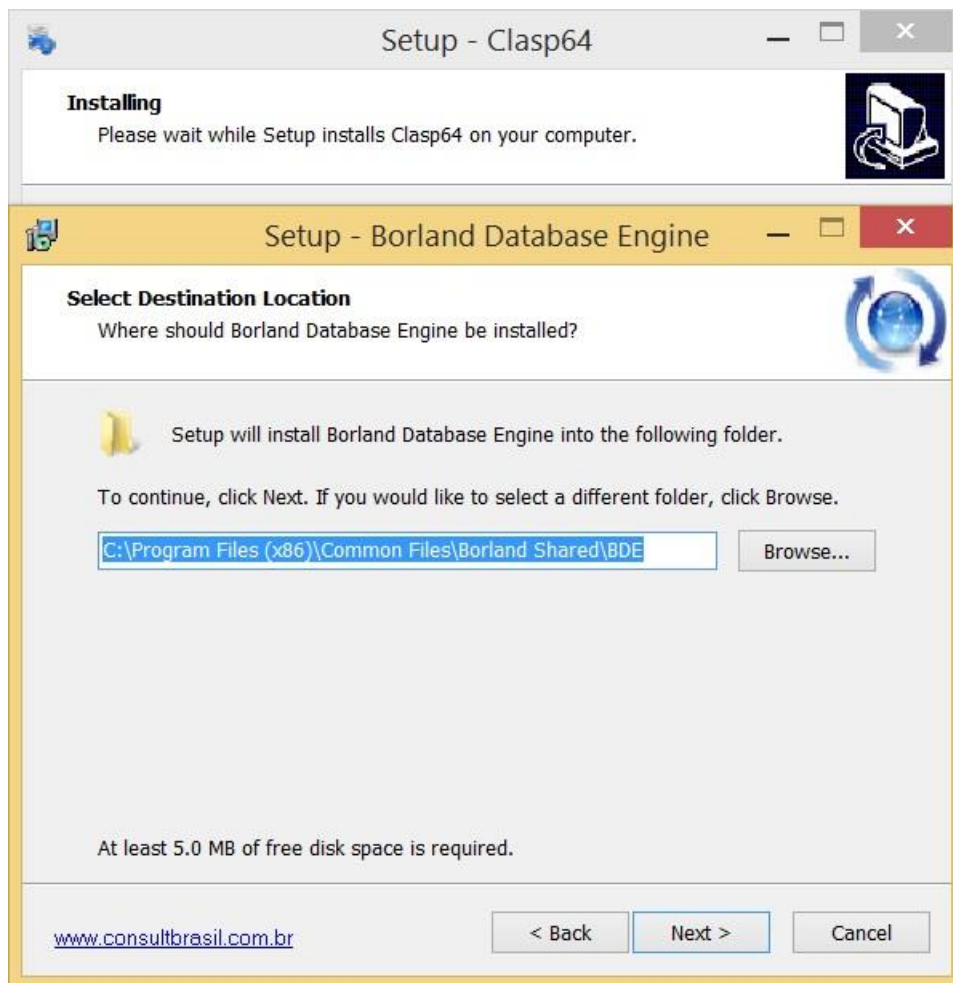 Setup - Clasp64
Installing
Please wait while Setup installs Clasp64 on your computer.
Setup - Borland Database Engine
Select Destination Location
Where should Borland Database Engine be installed?
Setup will install Borland Database Engine into the following folder.
To continue, click Next. If you would like to select a different folder, click Browse.
C:\Program Files (x86)\Common Files\Borland Shared\BDE
Browse...
At least 5.0 MB of free disk space is required.
www.consultbrasil.com.br
< Back
Next >
Cancel